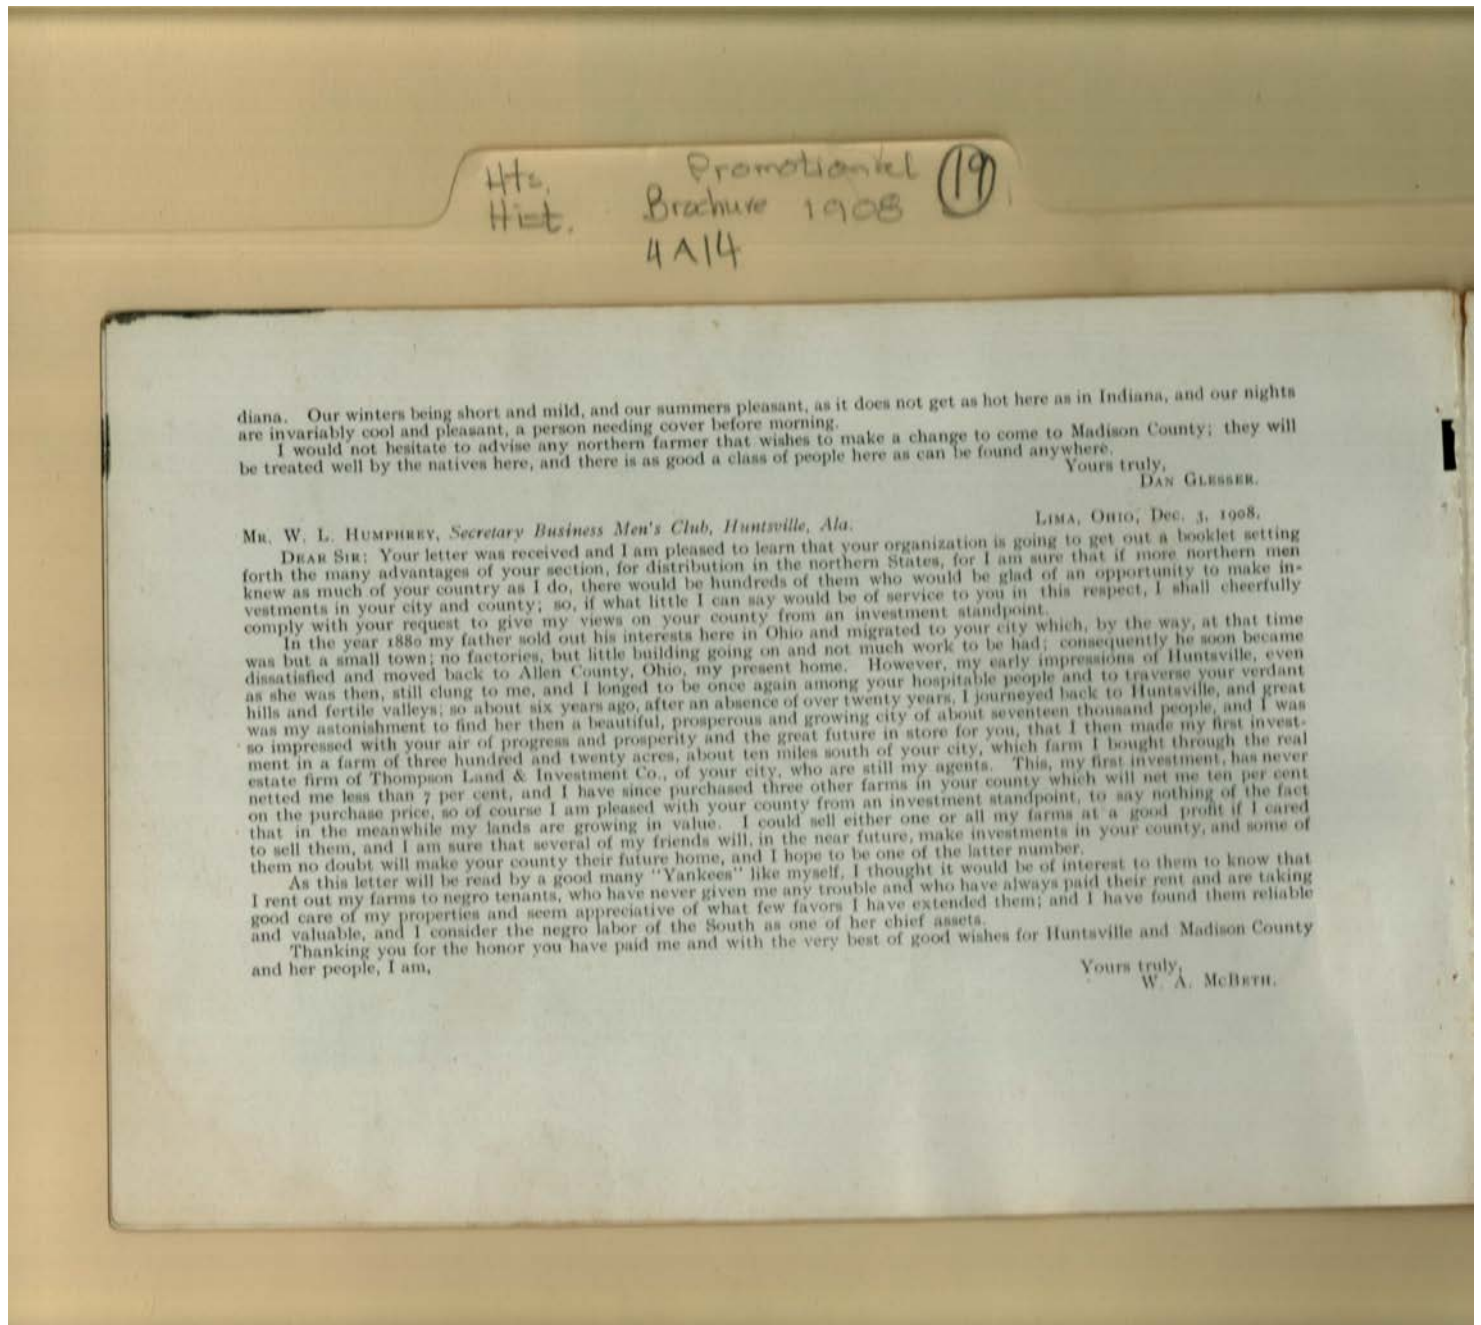 Hts. Promotional 19
Hist. Brochure 1908
4A14
diana. Our winters being short and mild, and our summers pleasant, as it does not get as hot here as in Indiana, and our nights
are invariably cool and pleasant, a person needing cover before morning.
I would not hesitate to advise any northern farmer that wishes to make a change to come to Madison County; they will
be treated well by the natives here, and there is as good a class of people here as can be found anywhere.
Yours truly,
DAN GLESSER.
LIMA, OHIO, Dec. 3, 1908.
MR. W. L. HUMPHREY, Secretary Business Men's Club, Huntsville, Ala.
DEAR SIR: Your letter was received and I am pleased to learn that your organization is going to get out a booklet setting
forth the many advantages of your section, for distribution in the northern States, for I am sure that if more northern men
knew as much of your country as I do, there would be hundreds of them who would be glad of an opportunity to make in-
vestments in your city and county; so, if what little I can say would be of service to you in this respect, I shall cheerfully
comply with your request to give my views on your county from an investment standpoint.
In the year 1880 my father sold out his interests here in Ohio and migrated to your city which, by the way, at that time
was but a small town; no factories, but little building going on and not much work to be had; consequently he soon became
dissatisfied and moved back to Allen County, Ohio, my present home. However, my early impressions of Huntsville, even
as she was then, still clung to me, and I longed to be once again among your hospitable people and to traverse your verdant
hills and fertile valleys; so about six years ago, after an absence of over twenty years, I journeyed back to Huntsville, and great
was my astonishment to find her then a beautiful, prosperous and growing city of about seventeen thousand people, and I was
so impressed with your air of progress and prosperity and the great future in store for you, that I then made my first invest-
ment in a farm of three hundred and twenty acres, about ten miles south of your city, which farm I bought through the real
estate firm of Thompson Land & Investment Co., of your city, who are still my agents. This, my first investment, has never
netted me less than 7 per cent, and I have since purchased three other farms in your county which will net me ten per cent
on the purchase price, so of course I am pleased with your county from an investment standpoint, to say nothing of the fact
that in the meanwhile my lands are growing in value. I could sell either one or all my farms at a good profit if I cared
to sell them, and I am sure that several of my friends will, in the near future, make investments in your county, and some of
them no doubt will make your county their future home, and I hope to be one of the latter number.
As this letter will be read by a good many "Yankees" like myself, I thought it would be of interest to them to know that
I rent out my farms to negro tenants, who have never given me any trouble and who have always paid their rent and are taking
good care of my properties and seem appreciative of what few favors I have extended them; and I have found them reliable
and valuable, and I consider the negro labor of the South as one of her chief assets.
Thanking you for the honor you have paid me and with the very best of good wishes for Huntsville and Madison County
and her people, I am,
Yours truly,
W. A. MCBETH.